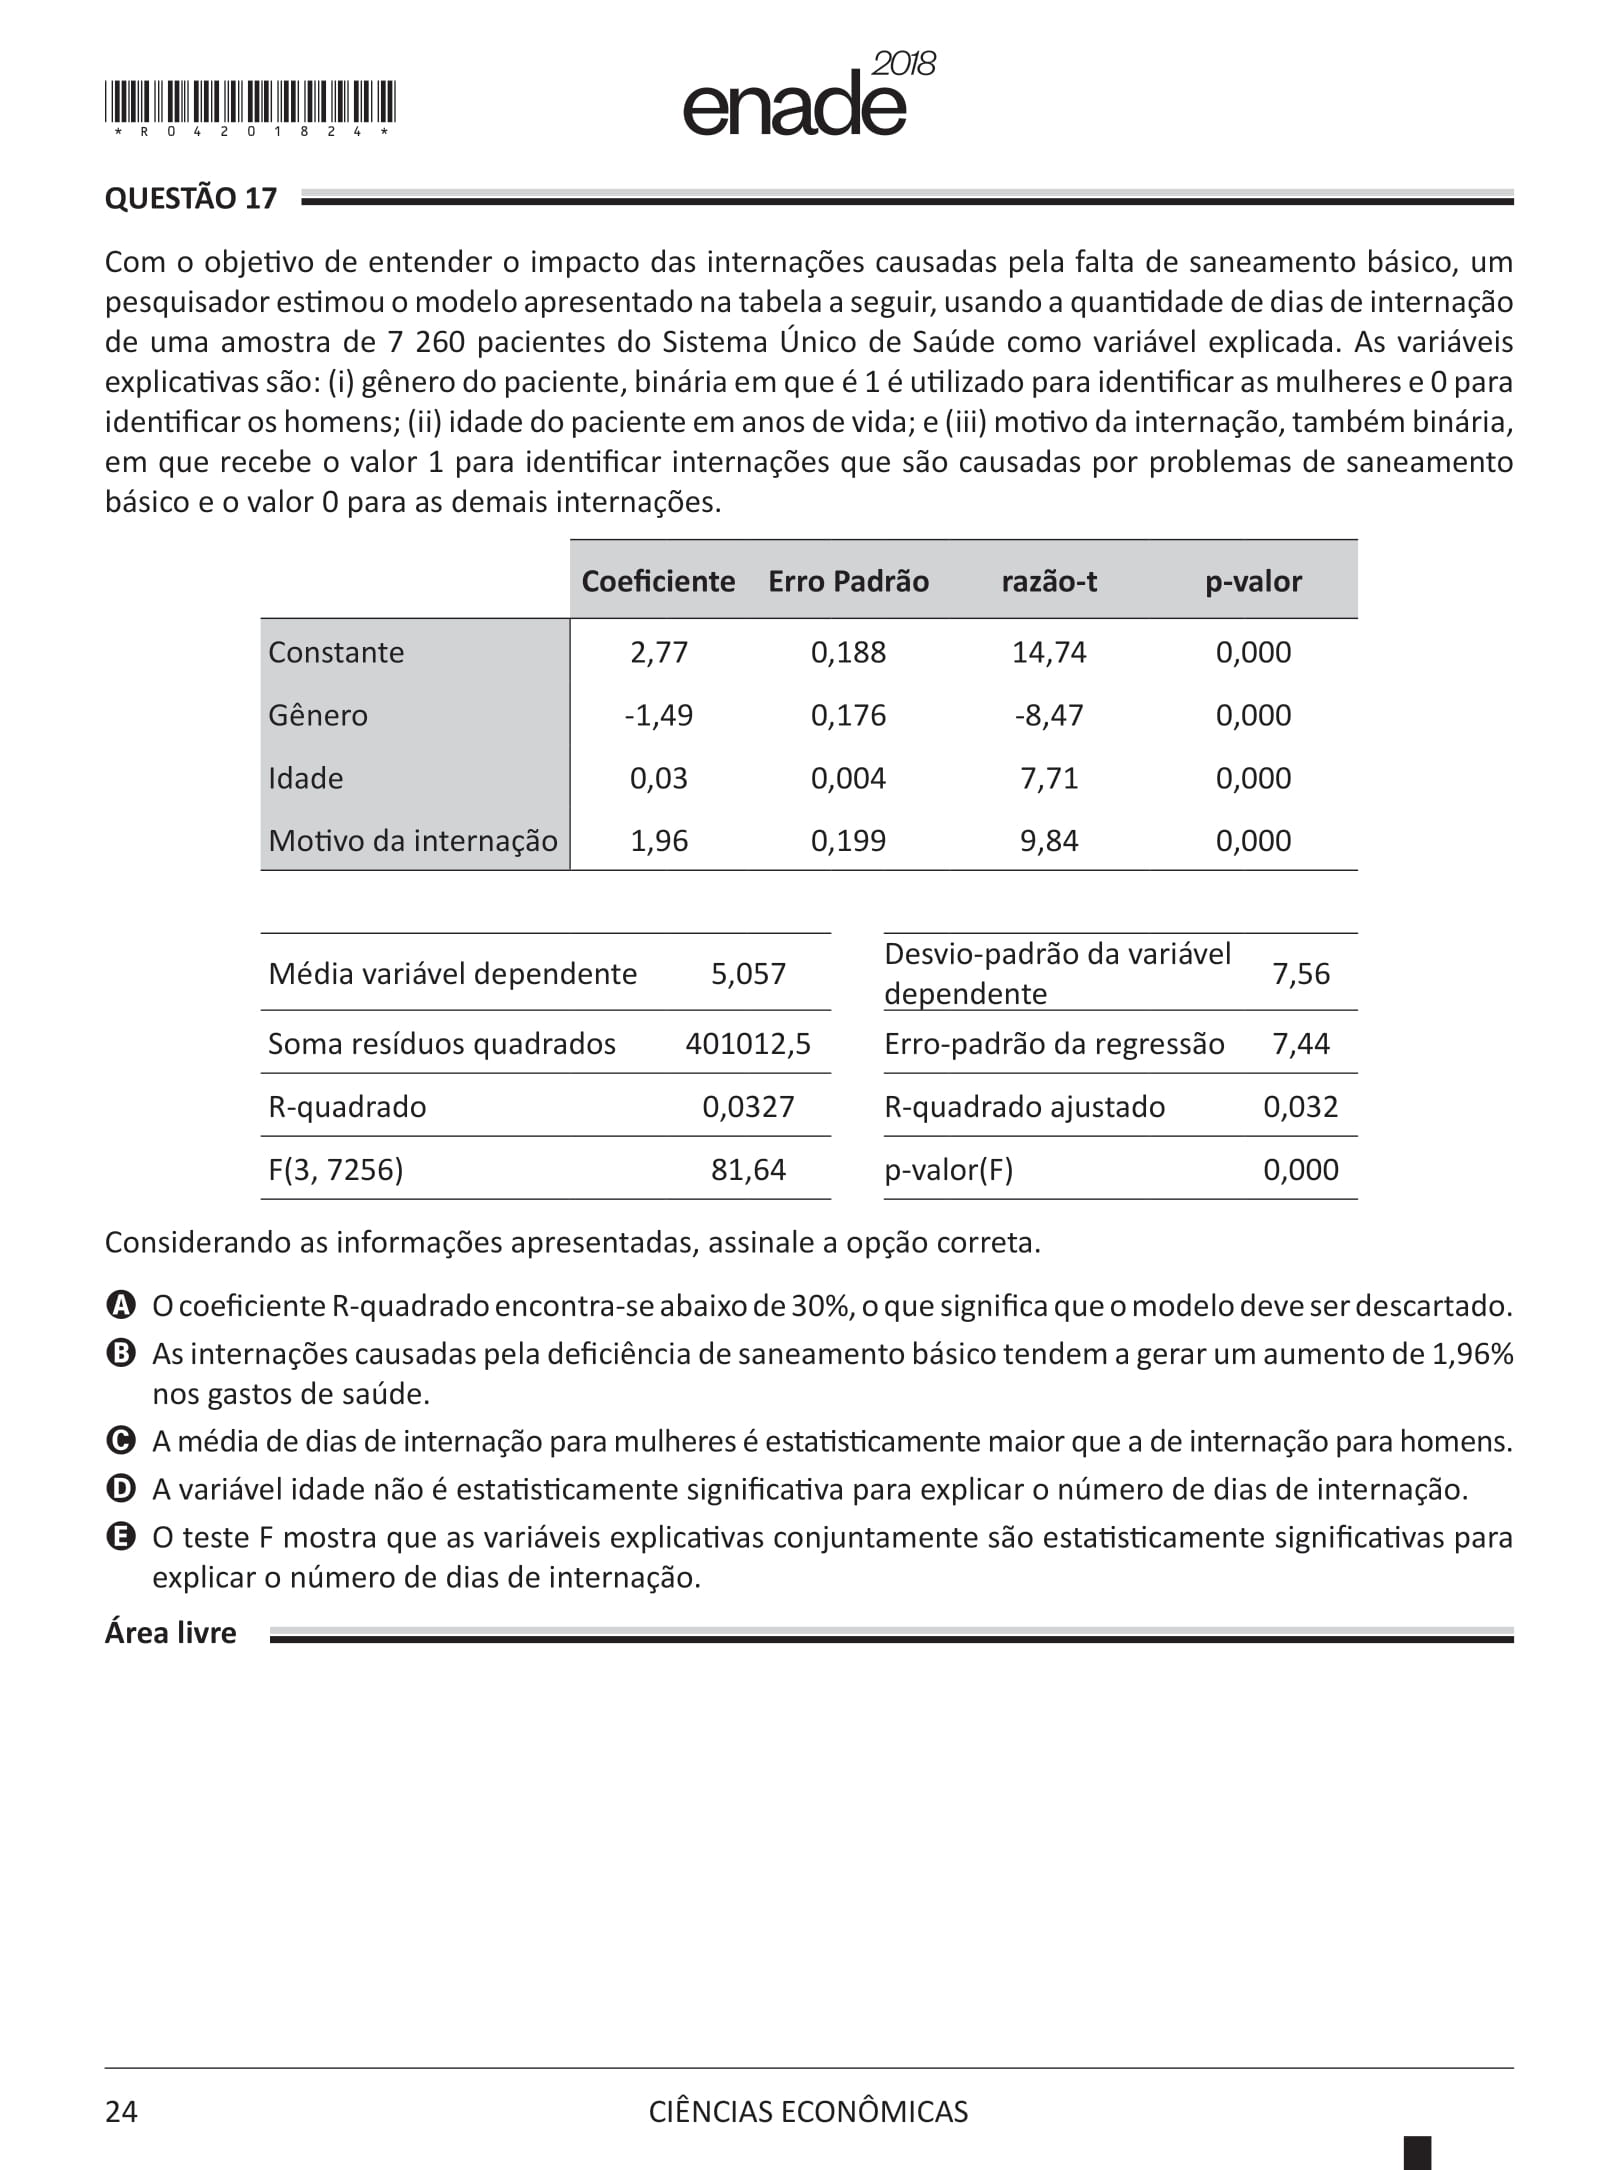 enade 2018
* R 0 4 2 0 1 8 2 4 *
QUESTÃO 17
Com o objetivo de entender o impacto das internações causadas pela falta de saneamento básico, um
pesquisador estimou o modelo apresentado na tabela a seguir, usando a quantidade de dias de internação
de uma amostra de 7 260 pacientes do Sistema Único de Saúde como variável explicada. As variáveis
explicativas são: (i) gênero do paciente, binária em que é 1 é utilizado para identificar as mulheres e 0 para
identificar os homens; (ii) idade do paciente em anos de vida; e (iii) motivo da internação, também binária,
em que recebe o valor 1 para identificar internações que são causadas por problemas de saneamento
básico e o valor 0 para as demais internações.
Coeficiente Erro Padrão razão-t p-valor
Constante 2,77 0,188 14,74 0,000
Gênero -1,49 0,176 -8,47 0,000
Idade 0,03 0,004 7,71 0,000
Motivo da internação 1,96 0,199 9,84 0,000
Média variável dependente 5,057 Desvio-padrão da variável
dependente 7,56
Soma resíduos quadrados 401012,5 Erro-padrão da regressão 7,44
R-quadrado 0,0327 R-quadrado ajustado 0,032
F(3, 7256) 81,64 p-valor(F) 0,000
Considerando as informações apresentadas, assinale a opção correta.
A O coeficiente R-quadrado encontra-se abaixo de 30%, o que significa que o modelo deve ser descartado.
B As internações causadas pela deficiência de saneamento básico tendem a gerar um aumento de 1,96%
nos gastos de saúde.
C A média de dias de internação para mulheres é estatisticamente maior que a de internação para homens.
D A variável idade não é estatisticamente significativa para explicar o número de dias de internação.
E O teste F mostra que as variáveis explicativas conjuntamente são estatisticamente significativas para
explicar o número de dias de internação.
Área livre
24 CIÊNCIAS ECONÔMICAS